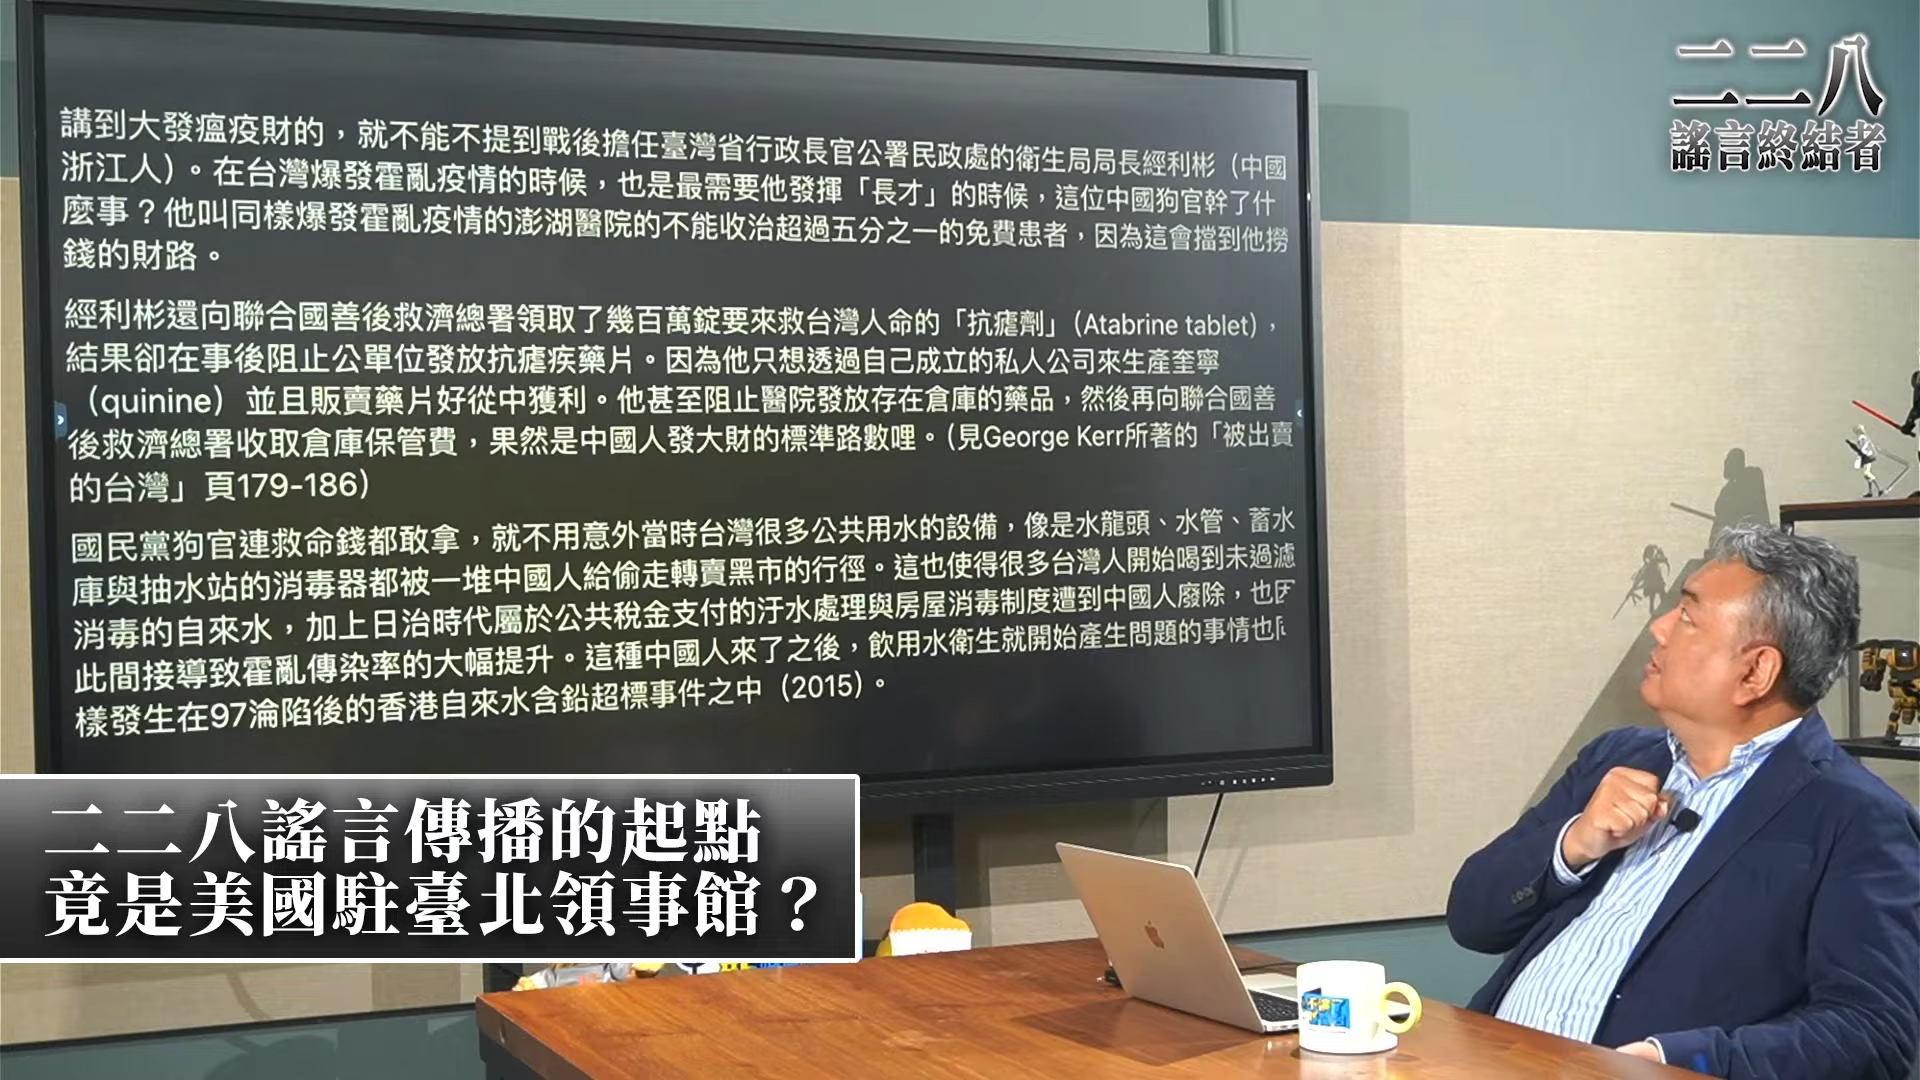 講到大發瘟疫財的，就不能不提到戰後擔任臺灣省行政長官公署民政處的衛生局局長經利彬（中國
浙江人）。在台灣爆發霍亂疫情的時候，也是最需要他發揮「長才」的時候，這位中國狗官幹了什
麼事？他叫同樣爆發霍亂疫情的澎湖醫院的不能收治超過五分之一的免費患者，因為這會擋到他撈
錢的財路。
經利彬還向聯合國善後救濟總署領取了幾百萬錠要來救台灣人命的「抗瘧劑」（Atabrine tablet），
結果卻在事後阻止公單位發放抗瘧疾藥片。因為他只想透過自己成立的私人公司來生產奎寧
（quinine）並且販賣藥片好從中獲利。他甚至阻止醫院發放存在倉庫的藥品，然後再向聯合國善
後救濟總署收取倉庫保管費，果然是中國人發大財的標準路數哩。（見George Kerr所著的「被出賣
的台灣」頁179-186）
國民黨狗官連救命錢都敢拿，就不用意外當時台灣很多公共用水的設備，像是水龍頭、水管、蓄水
庫與抽水站的消毒器都被一堆中國人給偷走轉賣黑市的行徑。這也使得很多台灣人開始喝到未過濾
消毒的自來水，加上日治時代屬於公共稅金支付的汙水處理與房屋消毒制度遭到中國人廢除，也因
此間接導致霍亂傳染率的大幅提升。這種中國人來了之後，飲用水衛生就開始產生問題的事情也同
樣發生在97淪陷後的香港自來水含鉛超標事件之中（2015）。
二二八
謠言終結者
二二八謠言傳播的起點
竟是美國駐臺北領事館？